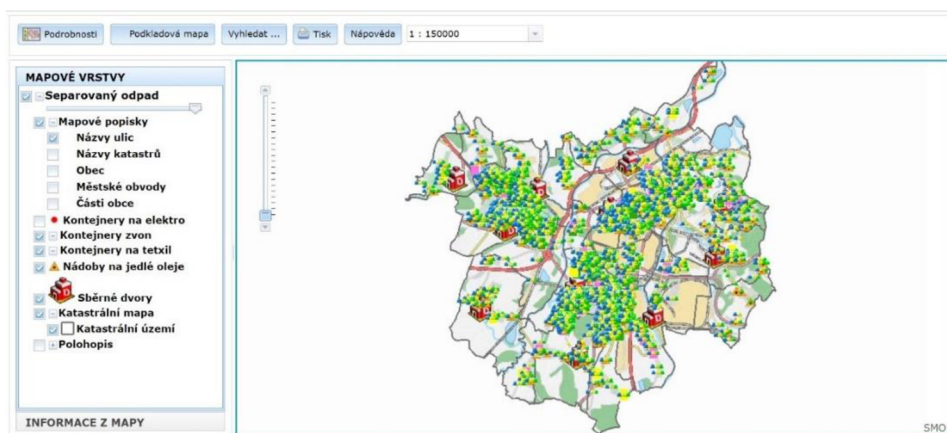 Podrobnosti Podkladová mapa Vyhledat ... Tisk Nápověda 1 : 150000
MAPOVÉ VRSTVY
Separovaný odpad
Mapové popisky
Názvy ulic
Názvy katastrů
Obec
Městské obvody
Části obce
Kontejnery na elektro
Kontejnery zvon
Kontejnery na tetxil
Nádoby na jedlé oleje
Sběrné dvory
Katastrální mapa
Katastrální území
Polohopis
INFORMACE Z MAPY
SMO